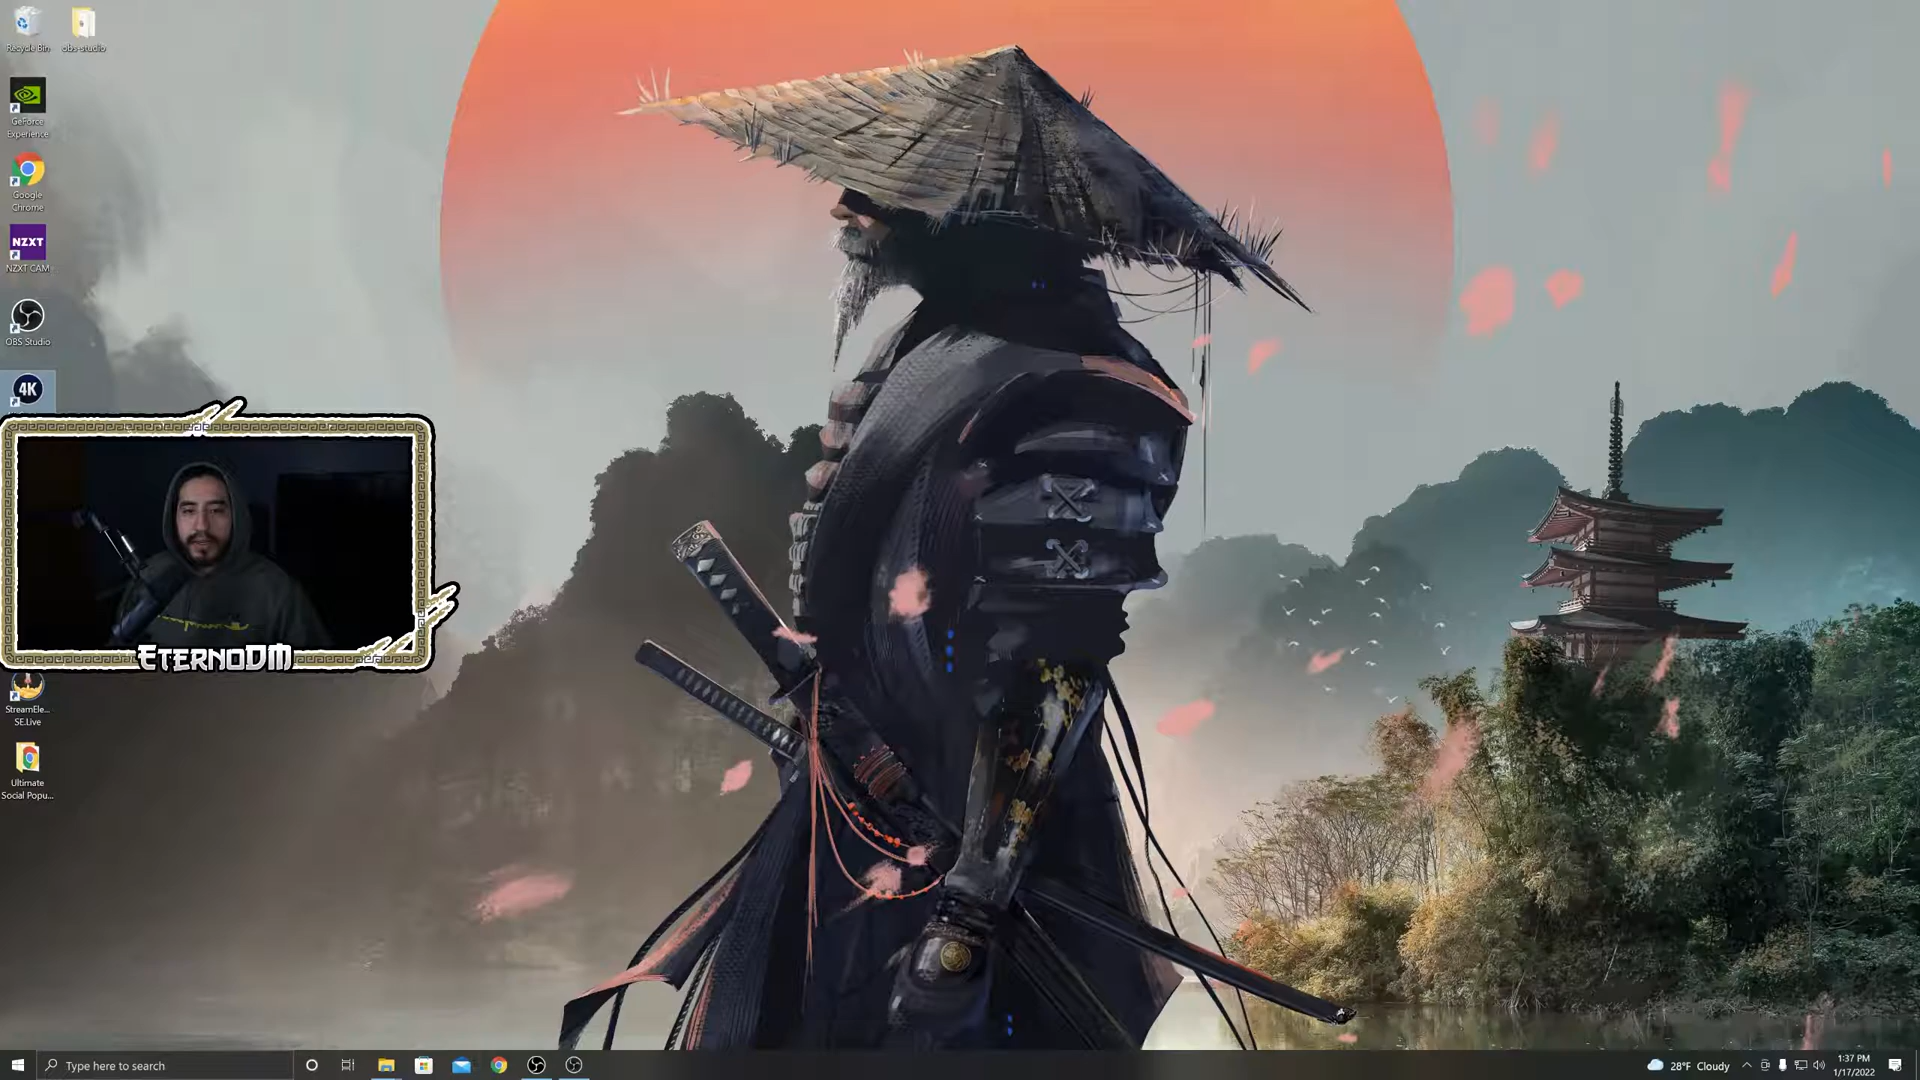 Recycle Bin
obs-studio
GeForce
Experience
Google
Chrome
NZXT
NZXT CAM
OBS Studio
4K
EternoDM
StreamEle...
SE.Live
Ultimate
Social Popu...
Type here to search
28°F Cloudy
1:37 PM
1/17/2022